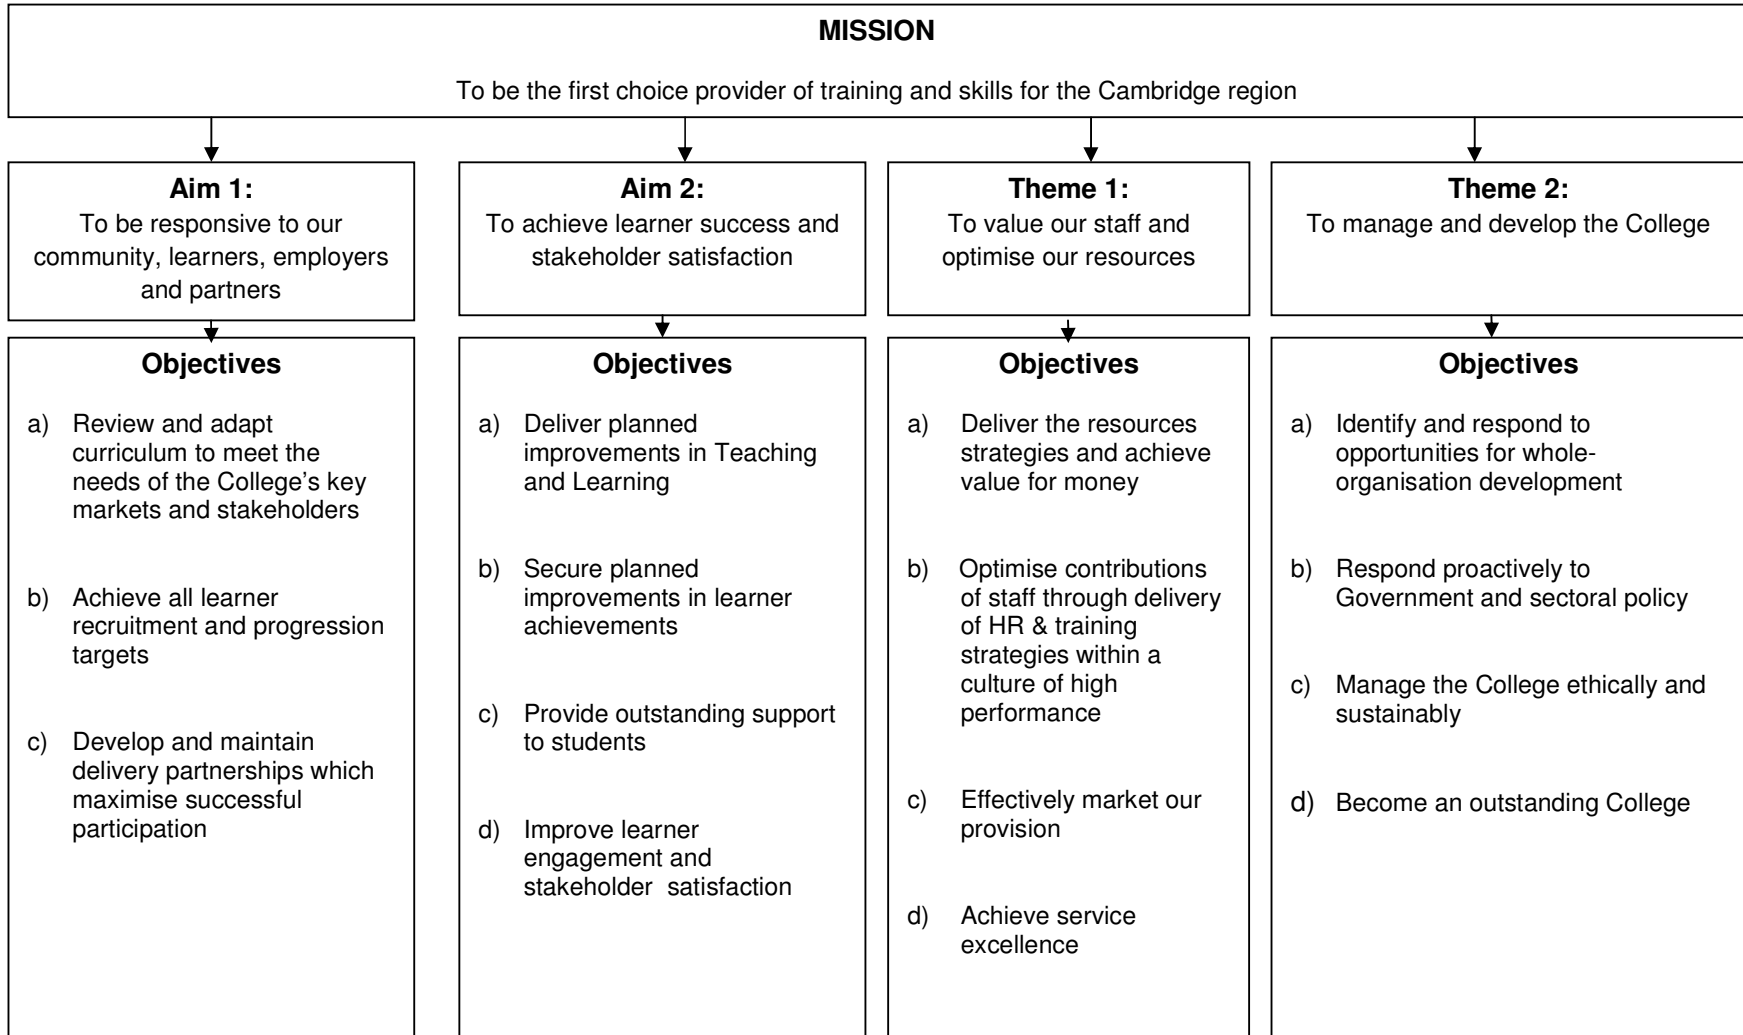 MISSION
To be the first choice provider of training and skills for the Cambridge region
Aim 1:
To be responsive to our
community, learners, employers
and partners
Aim 2:
To achieve learner success and
stakeholder satisfaction
Theme 1:
To value our staff and
optimise our resources
Theme 2:
To manage and develop the College
Objectives
a) Review and adapt
curriculum to meet the
needs of the College’s key
markets and stakeholders
b) Achieve all learner
recruitment and progression
targets
c) Develop and maintain
delivery partnerships which
maximise successful
participation
Objectives
a) Deliver planned
improvements in Teaching
and Learning
b) Secure planned
improvements in learner
achievements
c) Provide outstanding support
to students
d) Improve learner
engagement and
stakeholder satisfaction
Objectives
a) Deliver the resources
strategies and achieve
value for money
b) Optimise contributions
of staff through delivery
of HR & training
strategies within a
culture of high
performance
c) Effectively market our
provision
d) Achieve service
excellence
Objectives
a) Identify and respond to
opportunities for whole-
organisation development
b) Respond proactively to
Government and sectoral policy
c) Manage the College ethically and
sustainably
d) Become an outstanding College